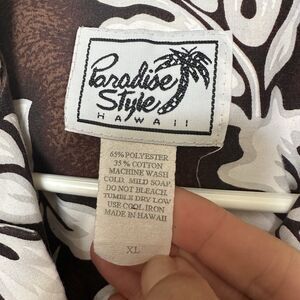 Paradise
Style
HAWAII
65% POLYESTER
35% COTTON
MACHINE WASH
COLD. MILD SOAP.
DO NOT BLEACH.
TUMBLE DRY LOW
USE COOL IRON
MADE IN HAWAII
XL